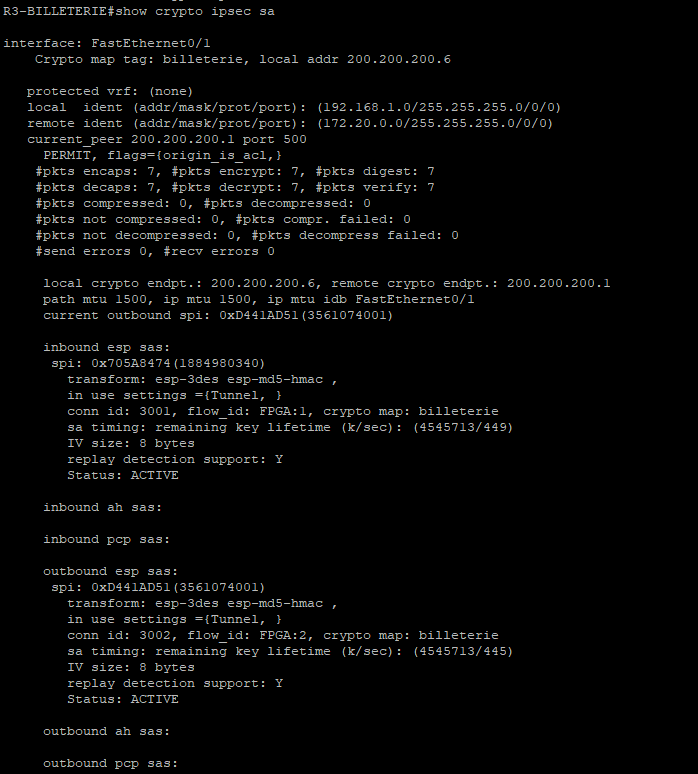 R3-BILLETERIE#show crypto ipsec sa
interface: FastEthernet0/1
Crypto map tag: billeterie, local addr 200.200.200.6
protected vrf: (none)
local  ident (addr/mask/prot/port): (192.168.1.0/255.255.255.0/0/0)
remote ident (addr/mask/prot/port): (172.20.0.0/255.255.255.0/0/0)
current_peer 200.200.200.1 port 500
PERMIT, flags={origin_is_acl,}
#pkts encaps: 7, #pkts encrypt: 7, #pkts digest: 7
#pkts decaps: 7, #pkts decrypt: 7, #pkts verify: 7
#pkts compressed: 0, #pkts decompressed: 0
#pkts not compressed: 0, #pkts compr. failed: 0
#pkts not decompressed: 0, #pkts decompress failed: 0
#send errors 0, #recv errors 0
local crypto endpt.: 200.200.200.6, remote crypto endpt.: 200.200.200.1
path mtu 1500, ip mtu 1500, ip mtu idb FastEthernet0/1
current outbound spi: 0xD441AD51(3561074001)
inbound esp sas:
spi: 0x705A8474(1884980340)
transform: esp-3des esp-md5-hmac ,
in use settings ={Tunnel, }
conn id: 3001, flow_id: FPGA:1, crypto map: billeterie
sa timing: remaining key lifetime (k/sec): (4545713/449)
IV size: 8 bytes
replay detection support: Y
Status: ACTIVE
inbound ah sas:
inbound pcp sas:
outbound esp sas:
spi: 0xD441AD51(3561074001)
transform: esp-3des esp-md5-hmac ,
in use settings ={Tunnel, }
conn id: 3002, flow_id: FPGA:2, crypto map: billeterie
sa timing: remaining key lifetime (k/sec): (4545713/445)
IV size: 8 bytes
replay detection support: Y
Status: ACTIVE
outbound ah sas:
outbound pcp sas: